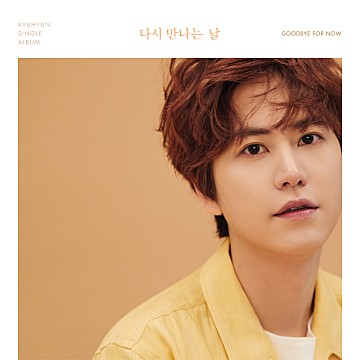 KYUHYUN
SINGLE
ALBUM
다시 만나는 날
GOODBYE FOR NOW